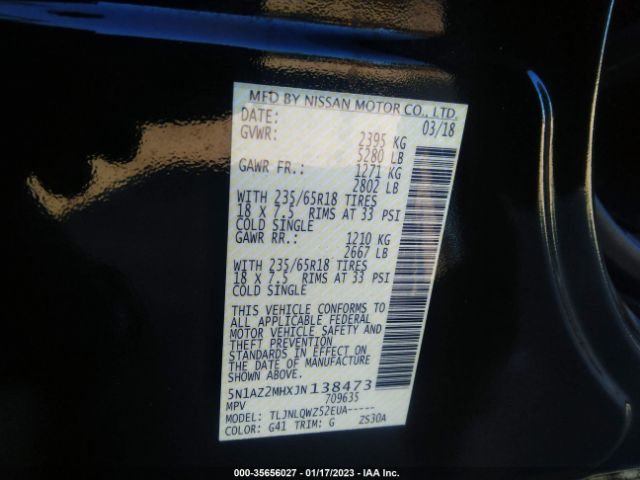 MFD BY NISSAN MOTOR CO., LTD.
DATE: 03/18
GVWR: 2395 KG
5280 LB
GAWR FR.: 1271 KG
2802 LB
WITH 235/65R18 TIRES
18 X 7.5 RIMS AT 33 PSI
COLD SINGLE
GAWR RR.: 1210 KG
2667 LB
WITH 235/65R18 TIRES
18 X 7.5 RIMS AT 33 PSI
COLD SINGLE
THIS VEHICLE CONFORMS TO
ALL APPLICABLE FEDERAL
MOTOR VEHICLE SAFETY AND
THEFT PREVENTION
STANDARDS IN EFFECT ON
THE DATE OF MANUFACTURE
SHOWN ABOVE.
5N1AZ2MHXJN138473
MPV 709635
MODEL: TLJNLQWZ52EUA-----
COLOR: G41 TRIM: G ZS30A
000-35656027 - 01/17/2023 - IAA Inc.